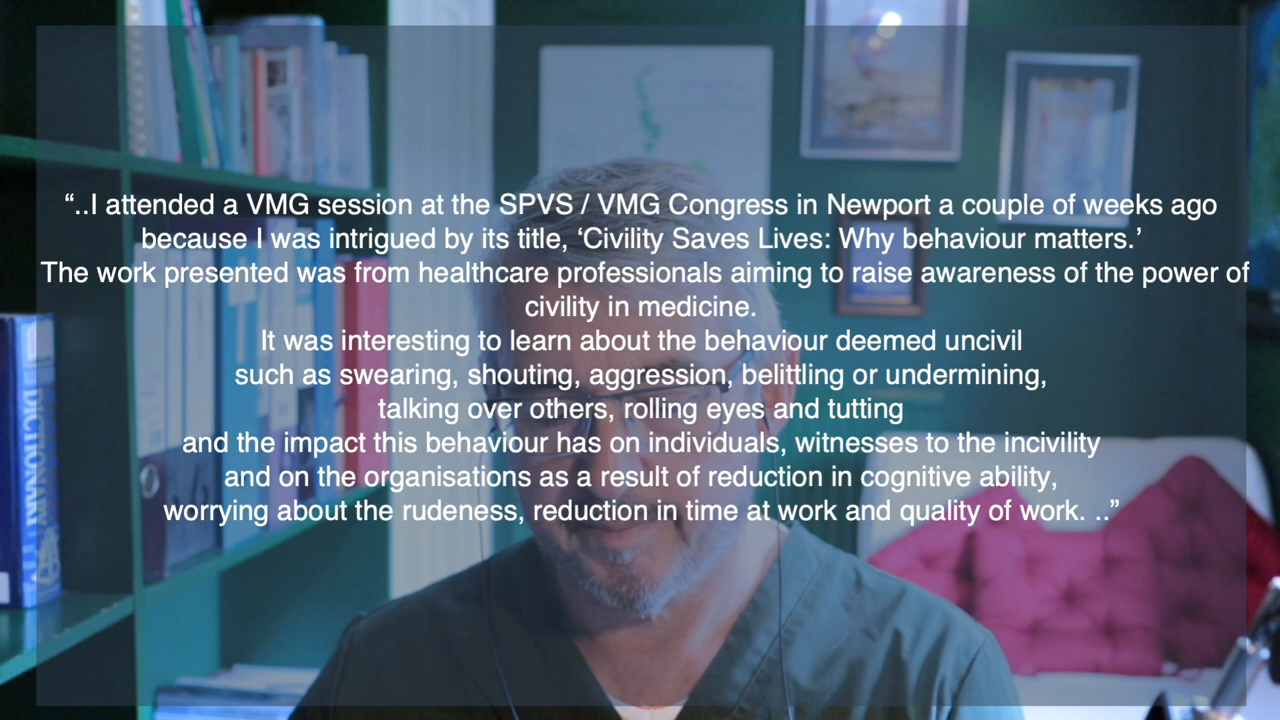 “..I attended a VMG session at the SPVS / VMG Congress in Newport a couple of weeks ago
because I was intrigued by its title, ‘Civility Saves Lives: Why behaviour matters.’
The work presented was from healthcare professionals aiming to raise awareness of the power of
civility in medicine.
It was interesting to learn about the behaviour deemed uncivil
such as swearing, shouting, aggression, belittling or undermining,
talking over others, rolling eyes and tutting
and the impact this behaviour has on individuals, witnesses to the incivility
and on the organisations as a result of reduction in cognitive ability,
worrying about the rudeness, reduction in time at work and quality of work. ..”
DICTIONARY